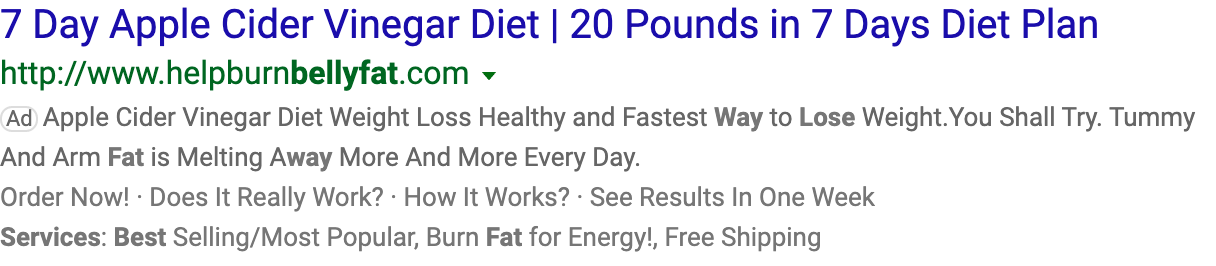 7 Day Apple Cider Vinegar Diet | 20 Pounds in 7 Days Diet Plan
http://www.helpburnbellyfat.com
Ad Apple Cider Vinegar Diet Weight Loss Healthy and Fastest Way to Lose Weight.You Shall Try. Tummy
And Arm Fat is Melting Away More And More Every Day.
Order Now! · Does It Really Work? · How It Works? · See Results In One Week
Services: Best Selling/Most Popular, Burn Fat for Energy!, Free Shipping